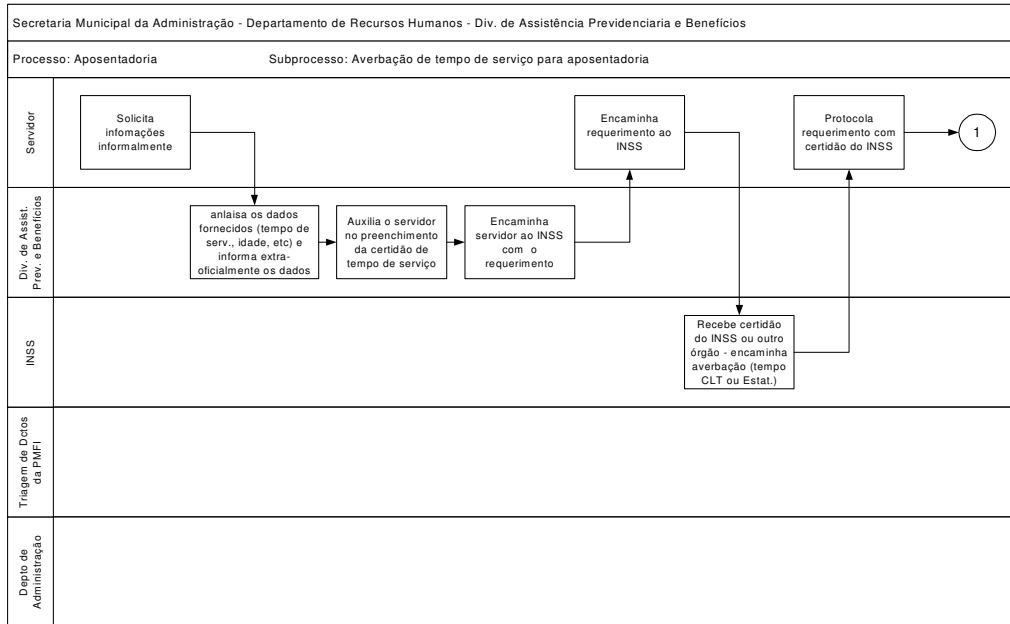 Secretaria Municipal da Administração - Departamento de Recursos Humanos - Div. de Assistência Previdenciaria e Benefícios
Processo: Aposentadoria
Subprocesso: Averbação de tempo de serviço para aposentadoria
Servidor
Solicita
infomações
informalmente
Encaminha
requerimento ao
INSS
Protocola
requerimento com
certidão do INSS
1
Div. de Assist.
Prev. e Benefícios
anlaisa os dados
fornecidos (tempo de
serv., idade, etc) e
informa extra-
oficialmente os dados
Auxilia o servidor
no preenchimento
da certidão de
tempo de serviço
Encaminha
servidor ao INSS
com o
requerimento
INSS
Recebe certidão
do INSS ou outro
órgão - encaminha
averbação (tempo
CLT ou Estat.)
Triagem de Dctos
da PMFI
Depto de
Administração